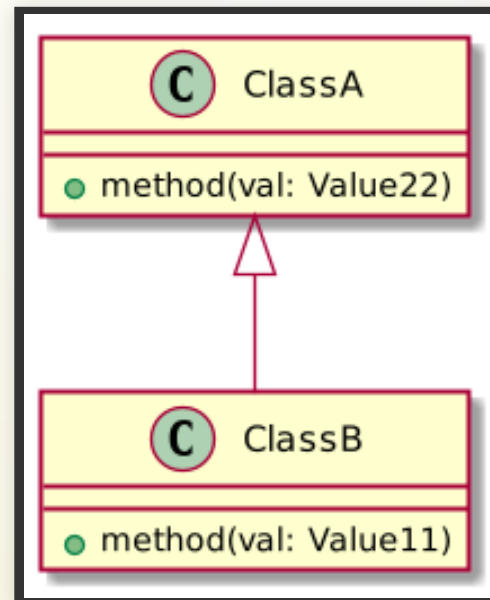 C ClassA
method(val: Value22)
C ClassB
method(val: Value11)